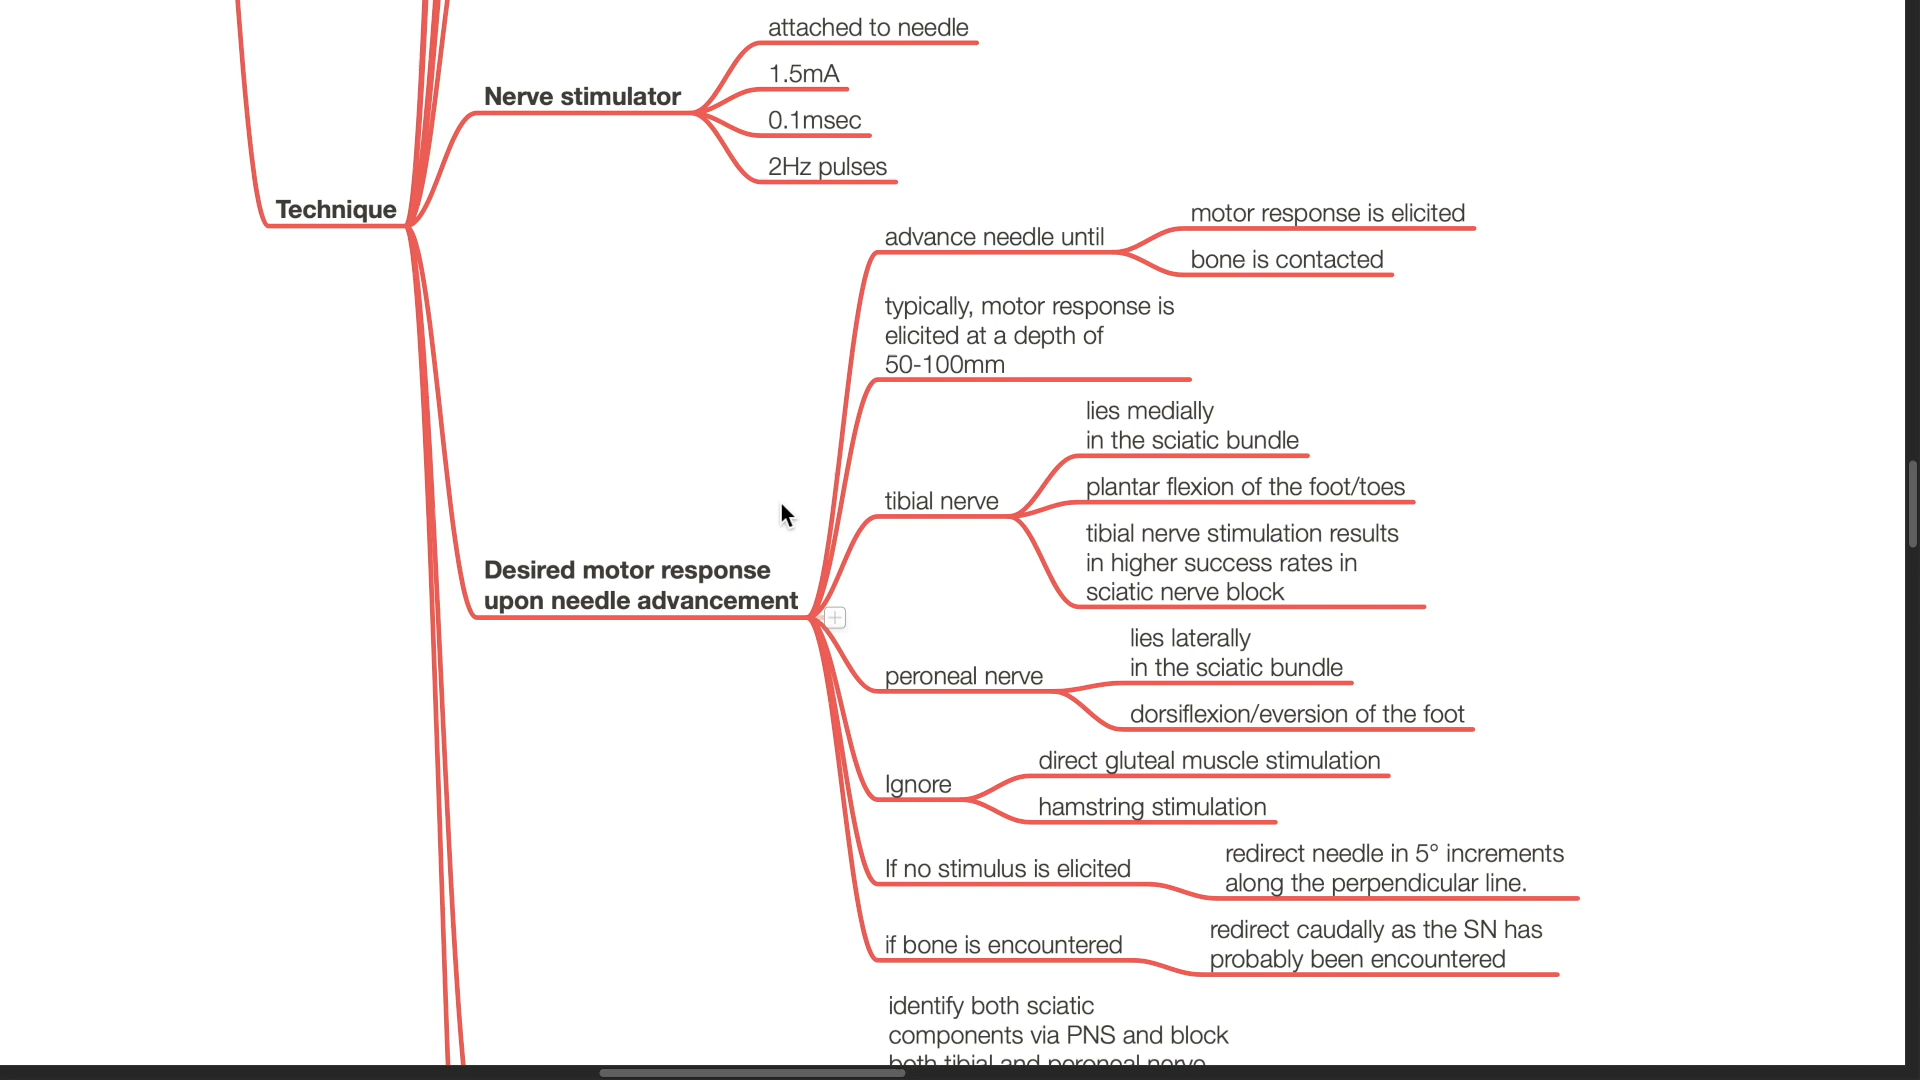 attached to needle
1.5mA
Nerve stimulator
0.1msec
2Hz pulses
Technique
motor response is elicited
advance needle until
bone is contacted
typically, motor response is
elicited at a depth of
50-100mm
lies medially
in the sciatic bundle
plantar flexion of the foot/toes
tibial nerve
tibial nerve stimulation results
in higher success rates in
sciatic nerve block
Desired motor response
upon needle advancement
lies laterally
in the sciatic bundle
peroneal nerve
dorsiflexion/eversion of the foot
direct gluteal muscle stimulation
Ignore
hamstring stimulation
If no stimulus is elicited
redirect needle in 5° increments
along the perpendicular line.
if bone is encountered
redirect caudally as the SN has
probably been encountered
identify both sciatic
components via PNS and block
both tibial and peroneal nerve